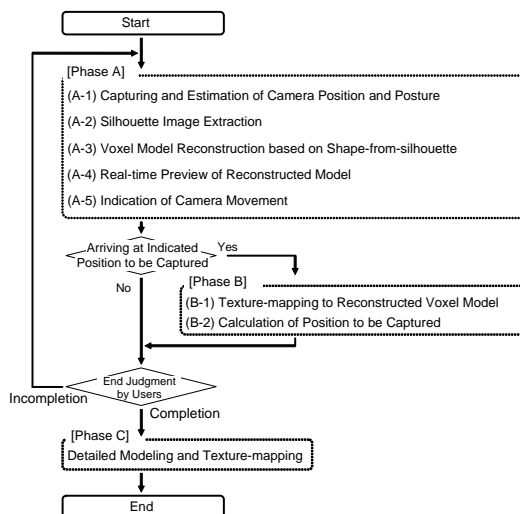 Start
[Phase A]
(A-1) Capturing and Estimation of Camera Position and Posture
(A-2) Silhouette Image Extraction
(A-3) Voxel Model Reconstruction based on Shape-from-silhouette
(A-4) Real-time Preview of Reconstructed Model
(A-5) Indication of Camera Movement
Arriving at Indicated
Position to be Captured
Yes
No
[Phase B]
(B-1) Texture-mapping to Reconstructed Voxel Model
(B-2) Calculation of Position to be Captured
End Judgment
by Users
Incompletion
Completion
[Phase C]
Detailed Modeling and Texture-mapping
End